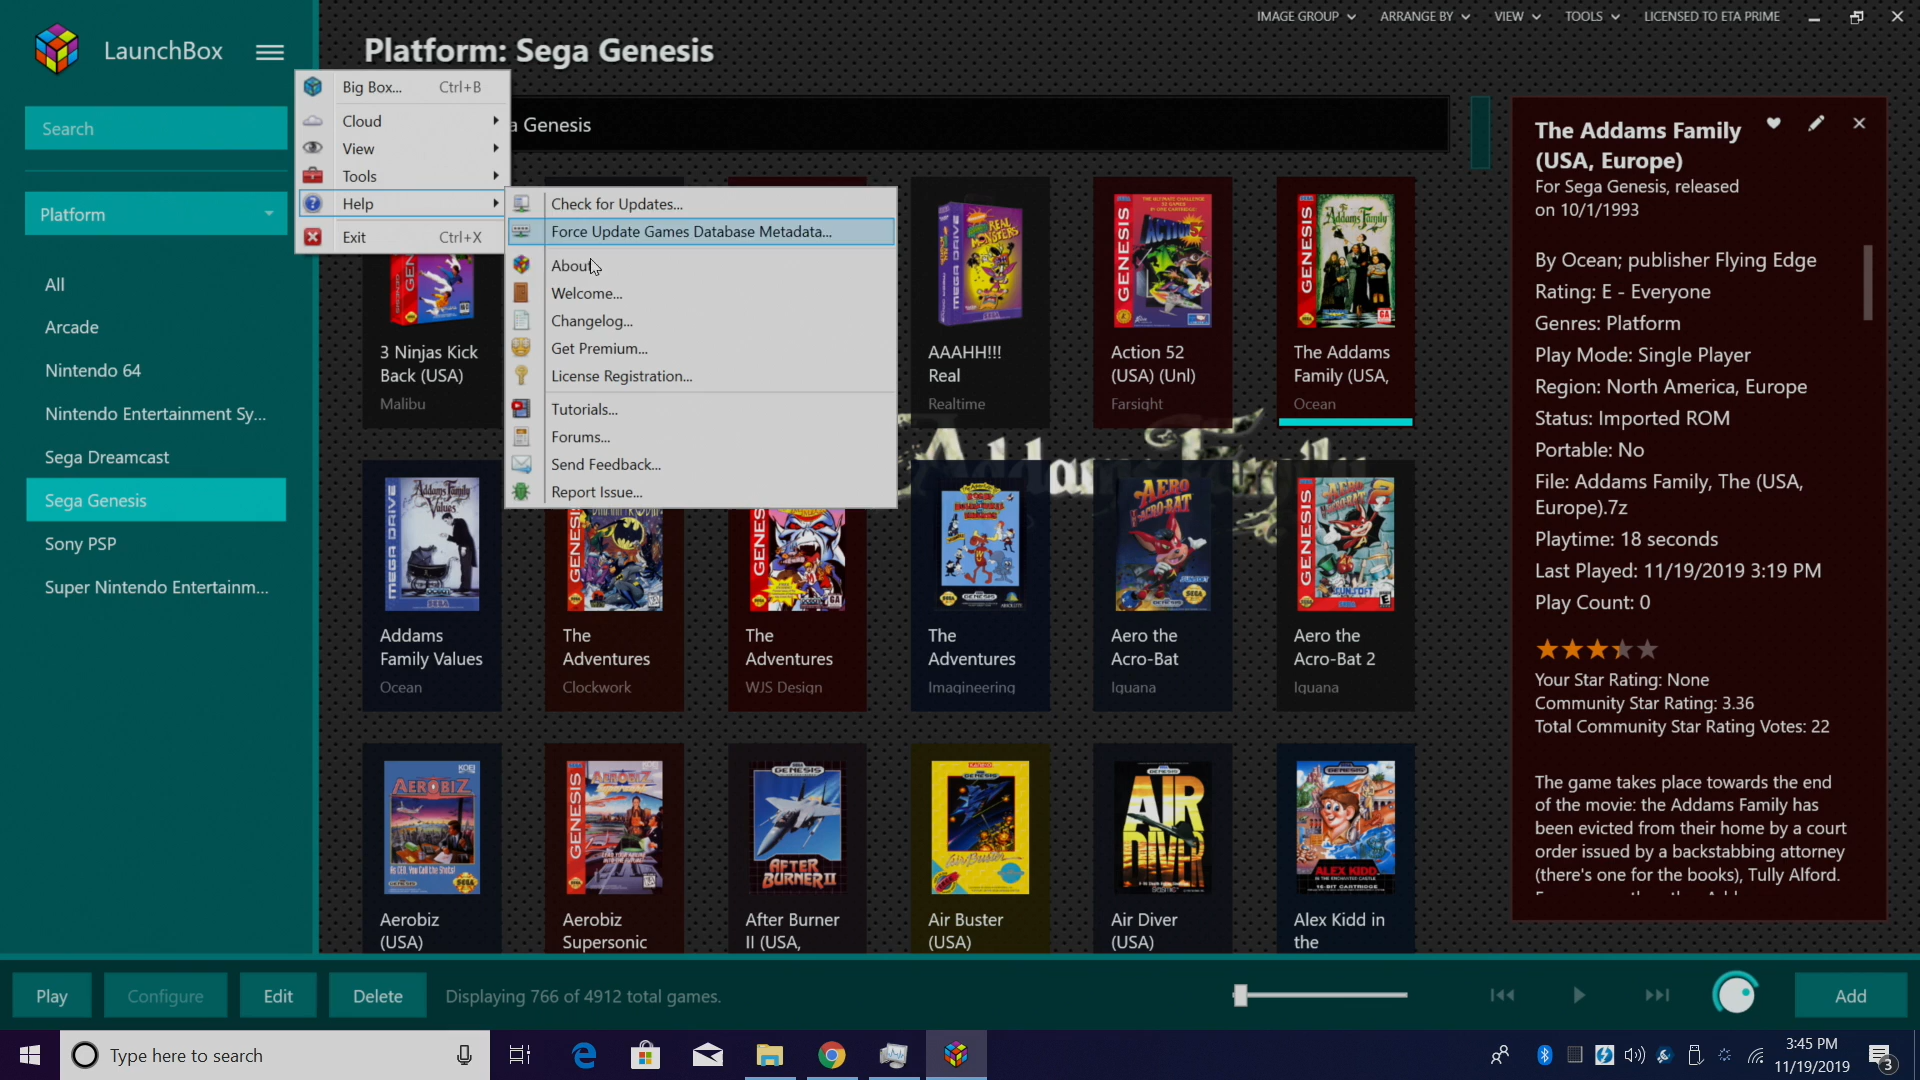 IMAGE GROUP
ARRANGE BY
VIEW
TOOLS
LICENSED TO ETA PRIME
LaunchBox
Platform: Sega Genesis
Search
Platform
All
Arcade
Nintendo 64
Nintendo Entertainment Sy...
Sega Dreamcast
Sega Genesis
Sony PSP
Super Nintendo Entertainm...
Big Box... Ctrl+B
Cloud
View
Tools
Help
Exit Ctrl+X
Check for Updates...
Force Update Games Database Metadata...
About
Welcome...
Changelog...
Get Premium...
License Registration...
Tutorials...
Forums...
Send Feedback...
Report Issue...
a Genesis
3 Ninjas Kick
Back (USA)
Malibu
AAAHH!!!
Real
Realtime
Action 52
(USA) (Unl)
Farsight
The Addams
Family (USA,
Ocean
Addams Family
Addams
Family Values
Ocean
The
Adventures
Clockwork
The
Adventures
WJS Design
The
Adventures
Imagineering
Aero the
Acro-Bat
Iguana
Aero the
Acro-Bat 2
Iguana
AEROBIZ
Aerobiz
(USA)
Aerobiz
Supersonic
AFTER
BURNER II
After Burner
II (USA,
Air Buster
(USA)
AIR
DIVER
Air Diver
(USA)
ALEX KIDD
Alex Kidd in
the
The Addams Family
(USA, Europe)
For Sega Genesis, released
on 10/1/1993
By Ocean; publisher Flying Edge
Rating: E - Everyone
Genres: Platform
Play Mode: Single Player
Region: North America, Europe
Status: Imported ROM
Portable: No
File: Addams Family, The (USA,
Europe).7z
Playtime: 18 seconds
Last Played: 11/19/2019 3:19 PM
Play Count: 0
Your Star Rating: None
Community Star Rating: 3.36
Total Community Star Rating Votes: 22
The game takes place towards the end
of the movie: the Addams Family has
been evicted from their home by a court
order issued by a backstabbing attorney
(there's one for the books), Tully Alford.
Play
Configure
Edit
Delete
Displaying 766 of 4912 total games.
Add
Type here to search
3:45 PM
11/19/2019
3